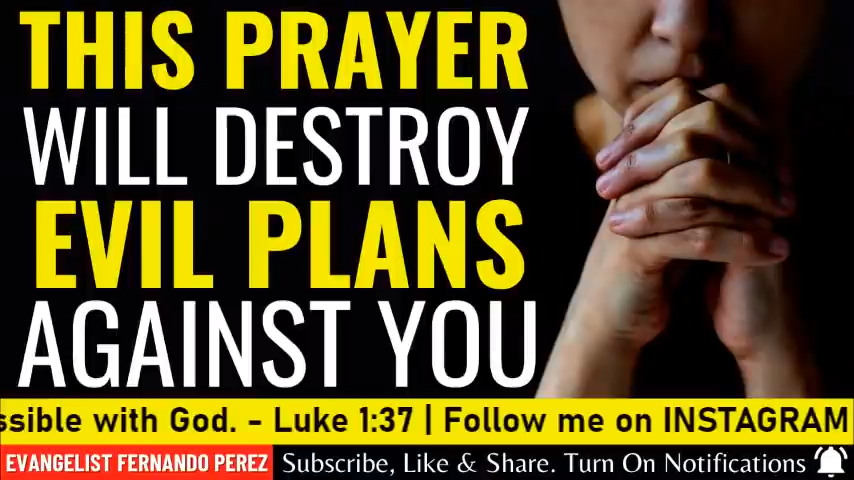 THIS PRAYER
WILL DESTROY
EVIL PLANS
AGAINST YOU
ssible with God. - Luke 1:37 | Follow me on INSTAGRAM
EVANGELIST FERNANDO PEREZ Subscribe, Like & Share. Turn On Notifications